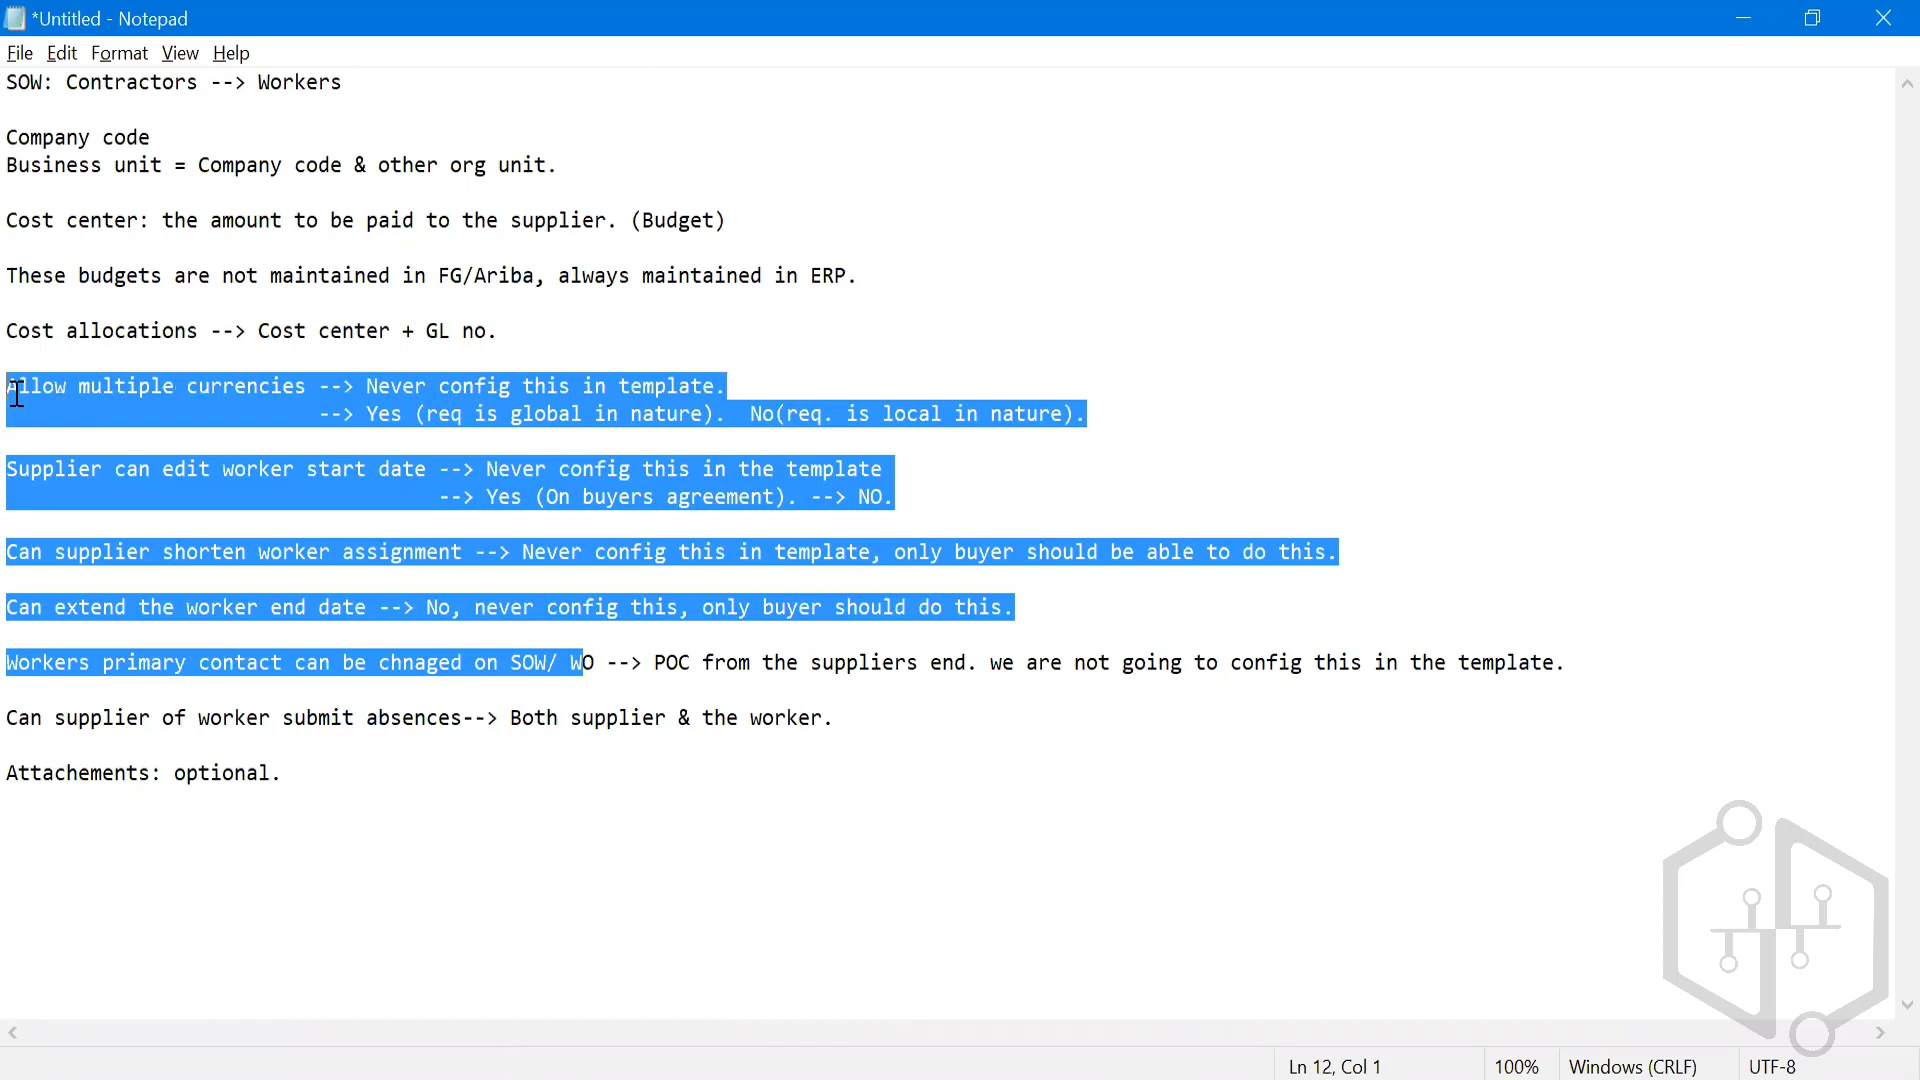 *Untitled - Notepad
File Edit Format View Help
SOW: Contractors --> Workers
Company code
Business unit = Company code & other org unit.
Cost center: the amount to be paid to the supplier. (Budget)
These budgets are not maintained in FG/Ariba, always maintained in ERP.
Cost allocations --> Cost center + GL no.
Allow multiple currencies --> Never config this in template.
--> Yes (req is global in nature).  No(req. is local in nature).
Supplier can edit worker start date --> Never config this in the template
--> Yes (On buyers agreement). --> NO.
Can supplier shorten worker assignment --> Never config this in template, only buyer should be able to do this.
Can extend the worker end date --> No, never config this, only buyer should do this.
Workers primary contact can be chnaged on SOW/ WO --> POC from the suppliers end. we are not going to config this in the template.
Can supplier of worker submit absences--> Both supplier & the worker.
Attachements: optional.
Ln 12, Col 1 100% Windows (CRLF) UTF-8